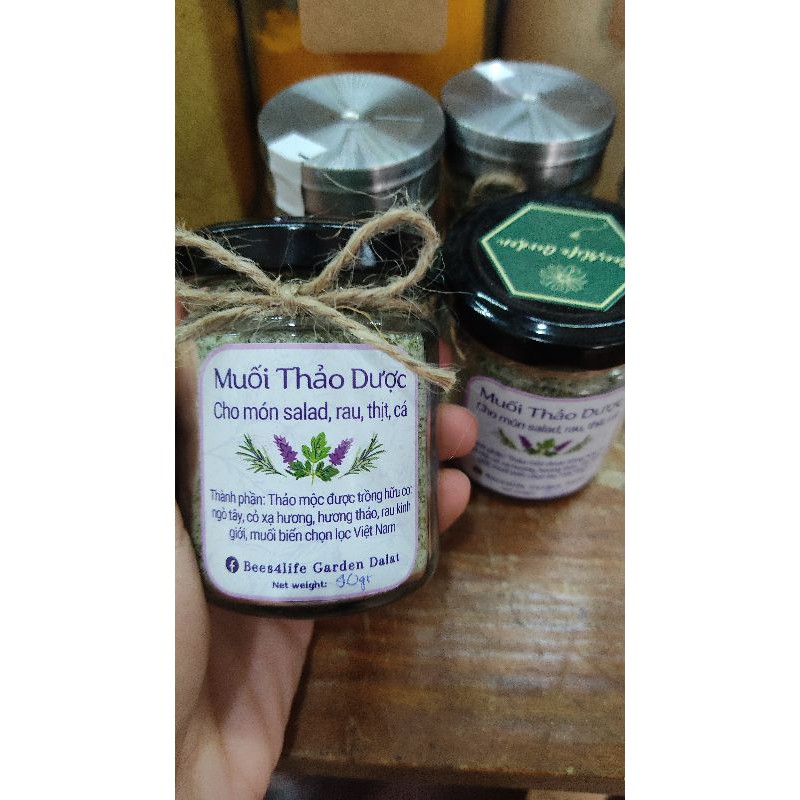 Muối Thảo Dược
Cho món salad, rau, thịt, cá
Thành phần: Thảo mộc được trồng hữu cơ:
ngò tây, cỏ xạ hương, hương thảo, rau kinh
giới, muối biển chọn lọc Việt Nam
Bees4life Garden Dalat
Net weight: 90gr
Bees4life Garden
Muối Thảo Dược
Cho món salad, rau, thịt,